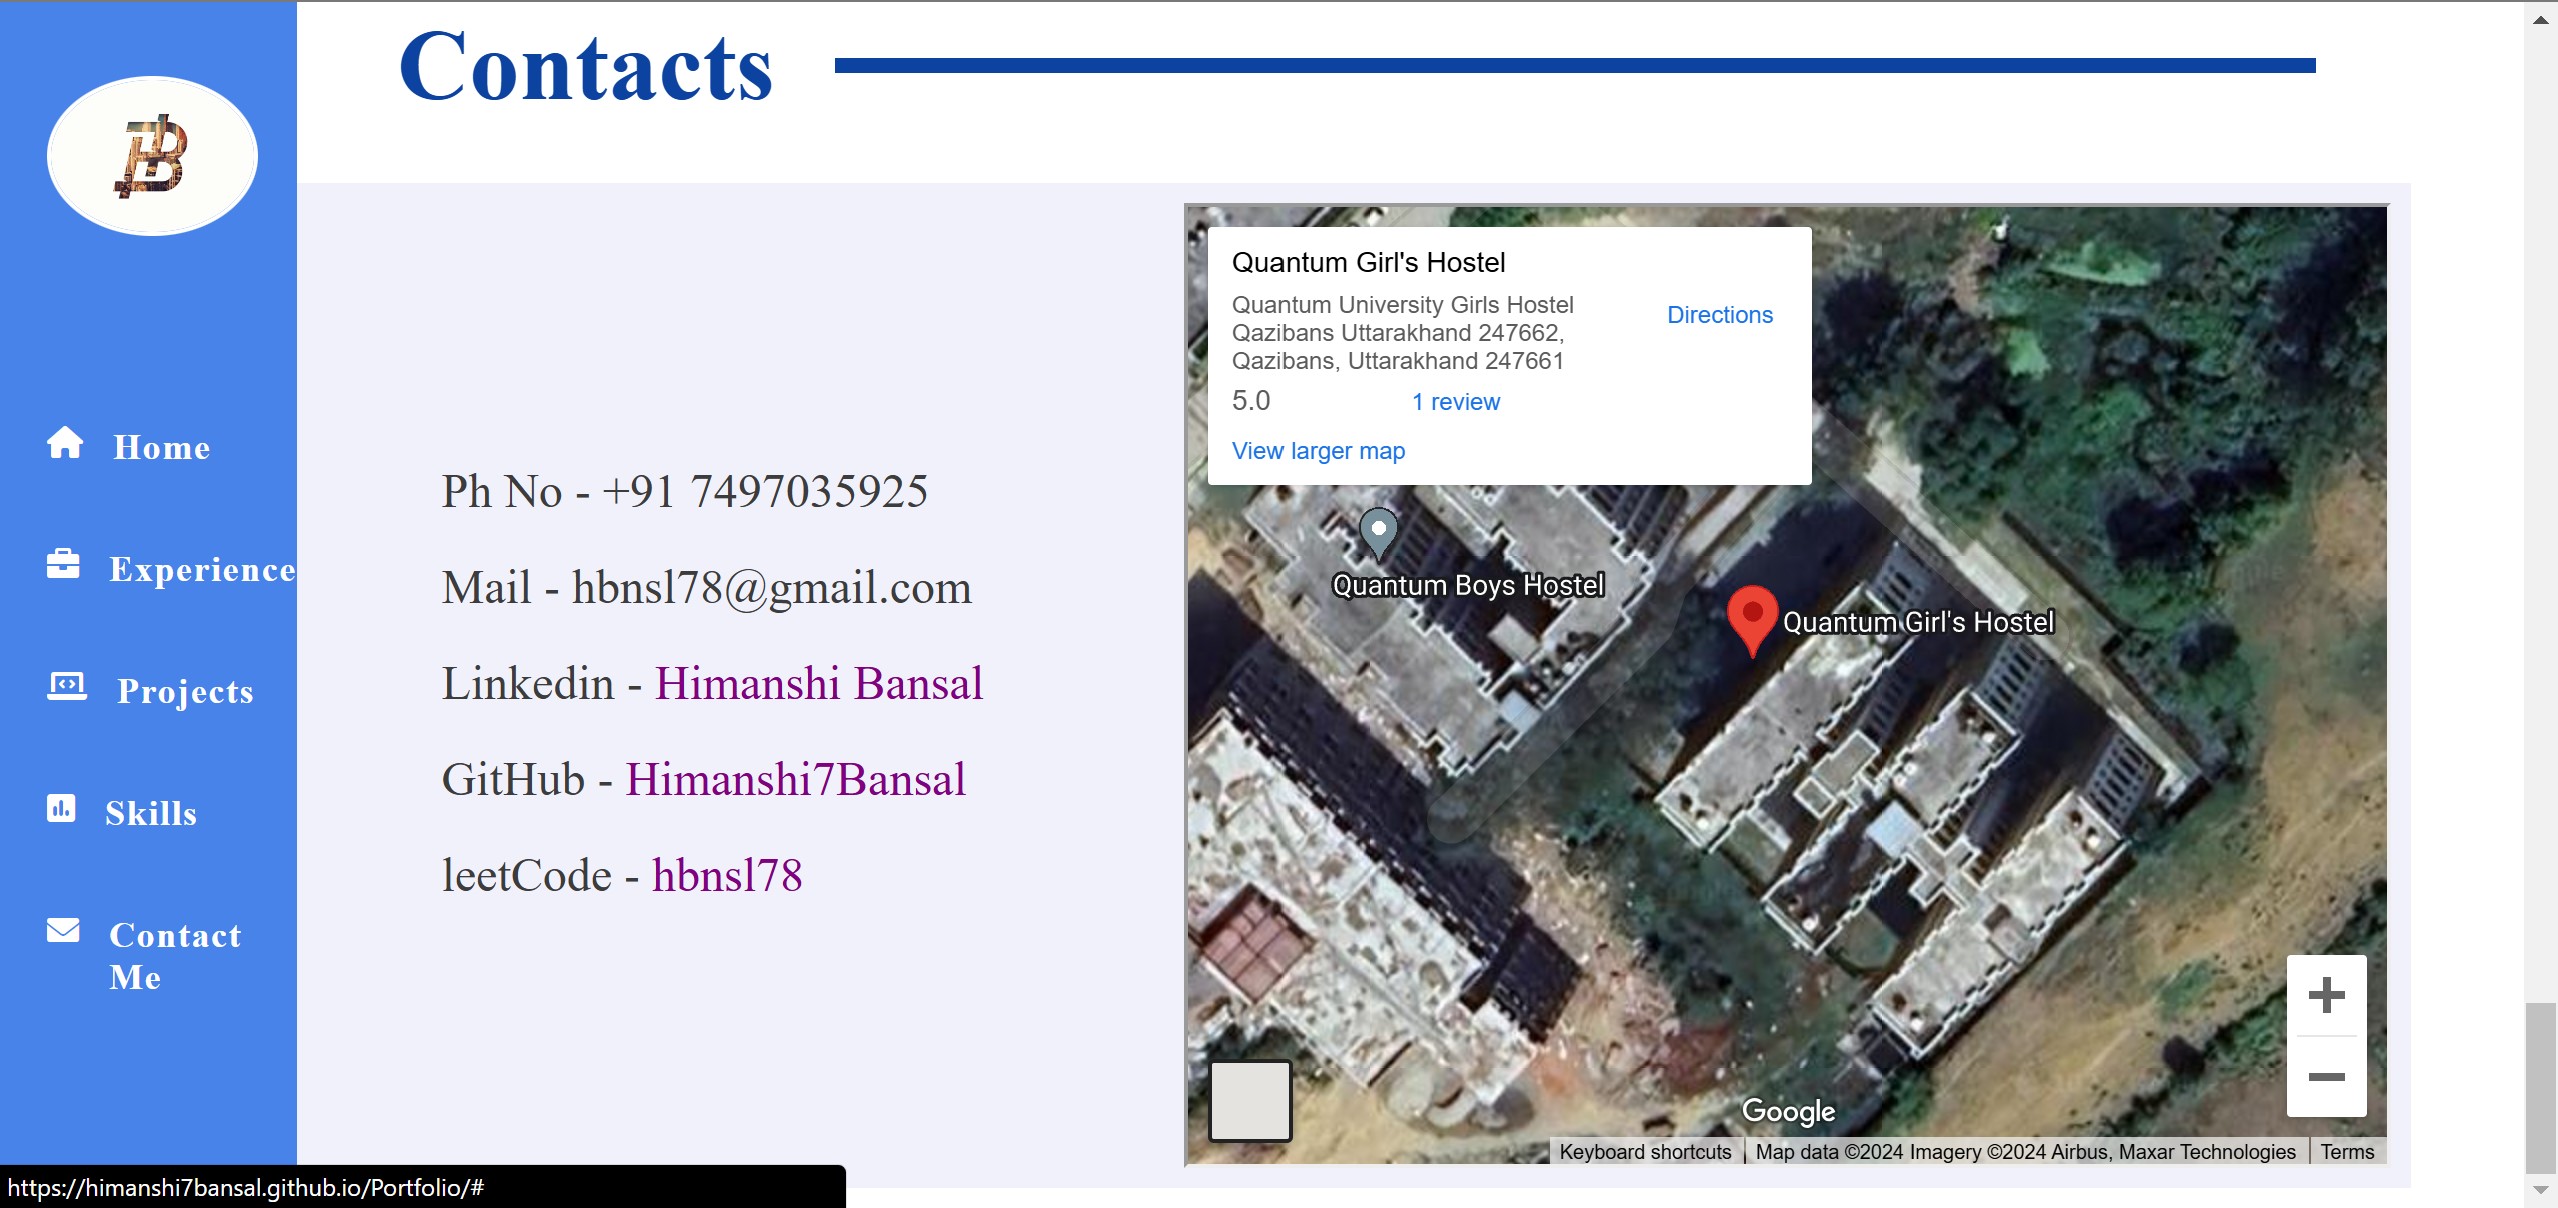 Contacts
Home
Experience
Projects
Skills
Contact
Me
Ph No - +91 7497035925
Mail - hbnsl78@gmail.com
Linkedin - Himanshi Bansal
GitHub - Himanshi7Bansal
leetCode - hbnsl78
Quantum Girl's Hostel
Quantum University Girls Hostel
Qazibans Uttarakhand 247662,
Qazibans, Uttarakhand 247661
Directions
5.0 1 review
View larger map
Quantum Boys Hostel
Quantum Girl's Hostel
Google
Keyboard shortcuts Map data ©2024 Imagery ©2024 Airbus, Maxar Technologies Terms
https://himanshi7bansal.github.io/Portfolio/#